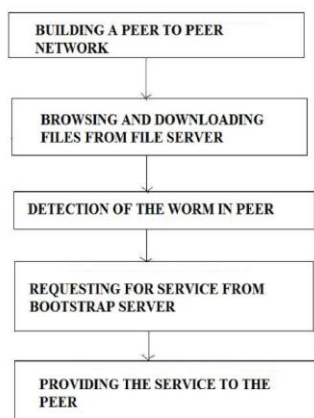 BUILDING A PEER TO PEER
NETWORK
BROWSING AND DOWNLOADING
FILES FROM FILE SERVER
DETECTION OF THE WORM IN PEER
REQUESTING FOR SERVICE FROM
BOOTSTRAP SERVER
PROVIDING THE SERVICE TO THE
PEER